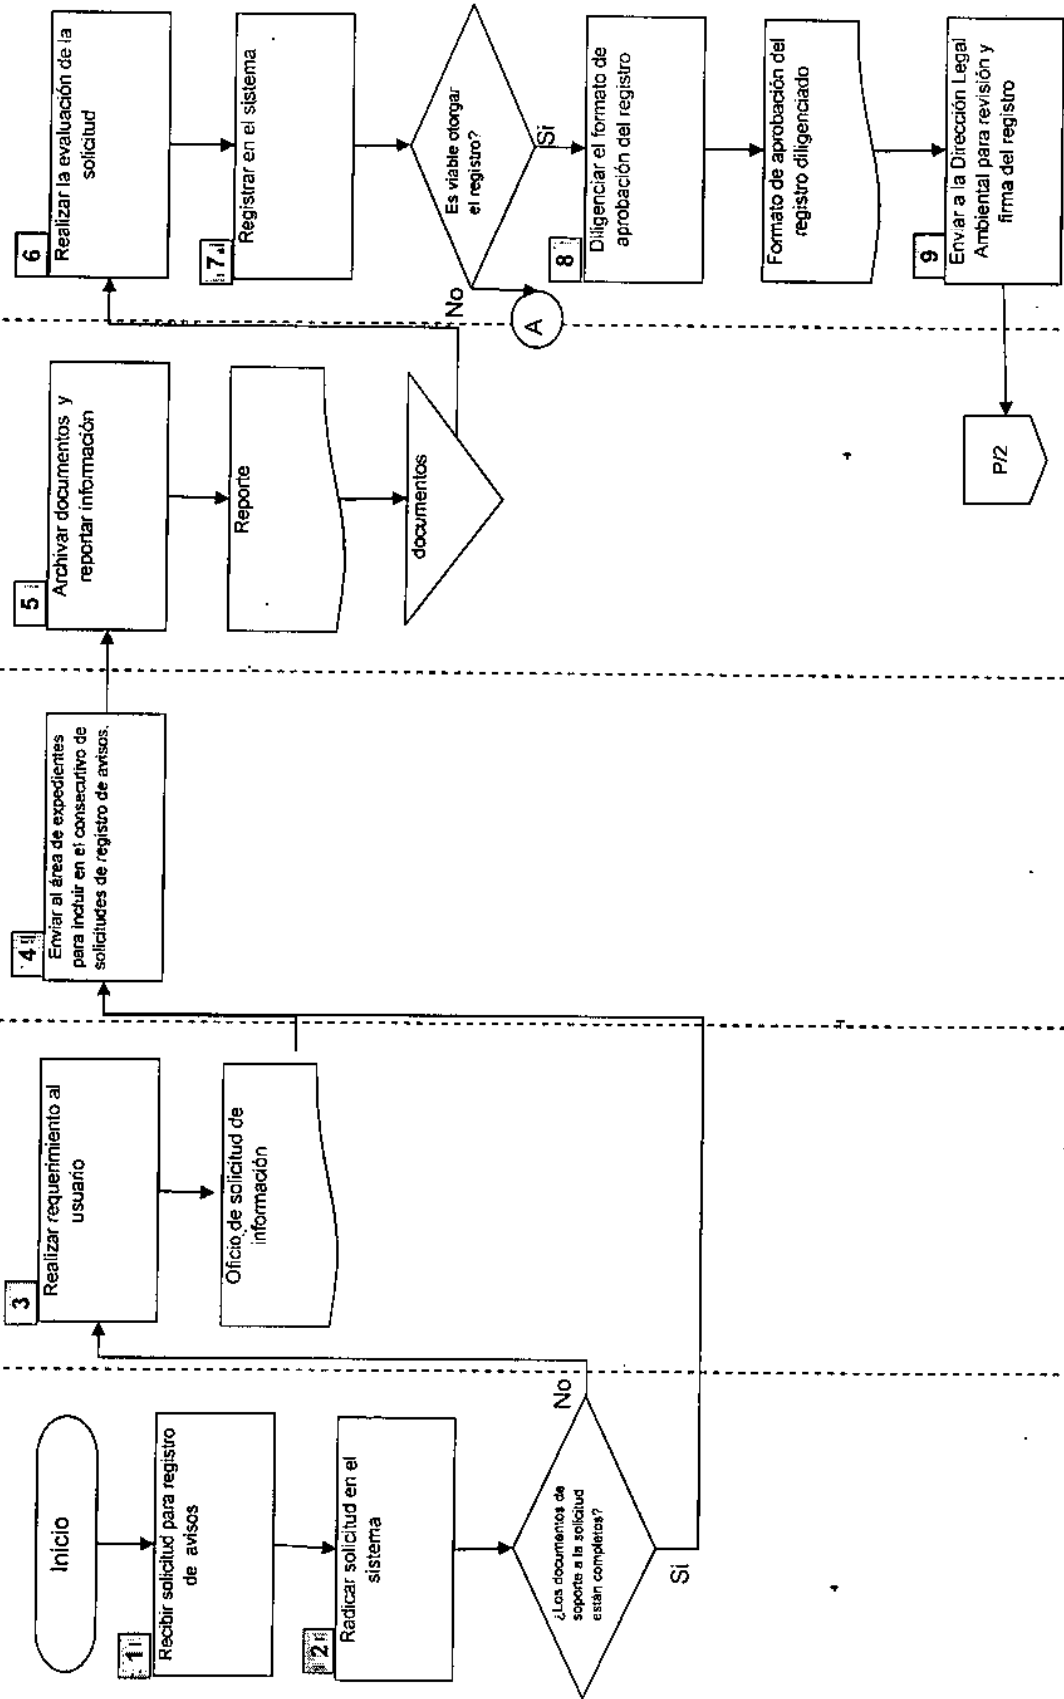 Inicio
1
Recibir solicitud para registro
de avisos
2
Radicar solicitud en el
sistema
¿Los documentos de
soporte a la solicitud
están completos?
No
Si
3
Realizar requerimiento al
usuario
Oficio de solicitud de
información
4
Enviar al área de expedientes
para incluir en el consecutivo de
solicitudes de registro de avisos.
5
Archivar documentos y
reportar información
Reporte
documentos
6
Realizar la evaluación de la
solicitud
7
Registrar en el sistema
Es viable otorgar
el registro?
No
A
Si
8
Diligenciar el formato de
aprobación del registro
Formato de aprobación del
registro diligenciado
9
Enviar a la Dirección Legal
Ambiental para revisión y
firma del registro
P/2